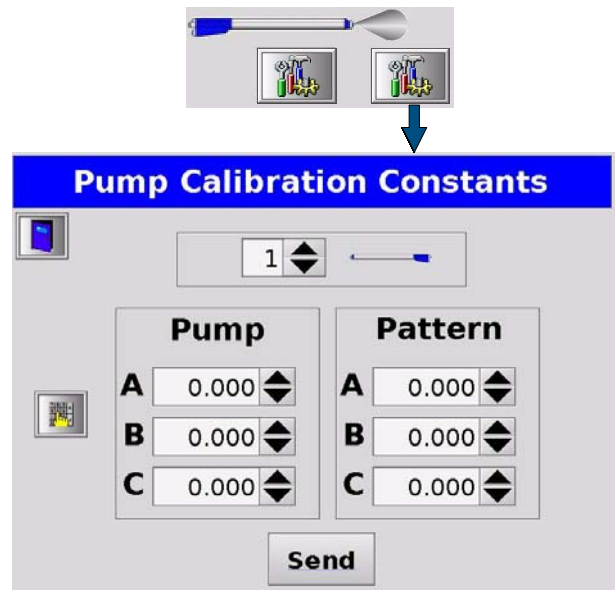 Pump Calibration Constants
1
Pump Pattern
A 0.000 A 0.000
B 0.000 B 0.000
C 0.000 C 0.000
Send